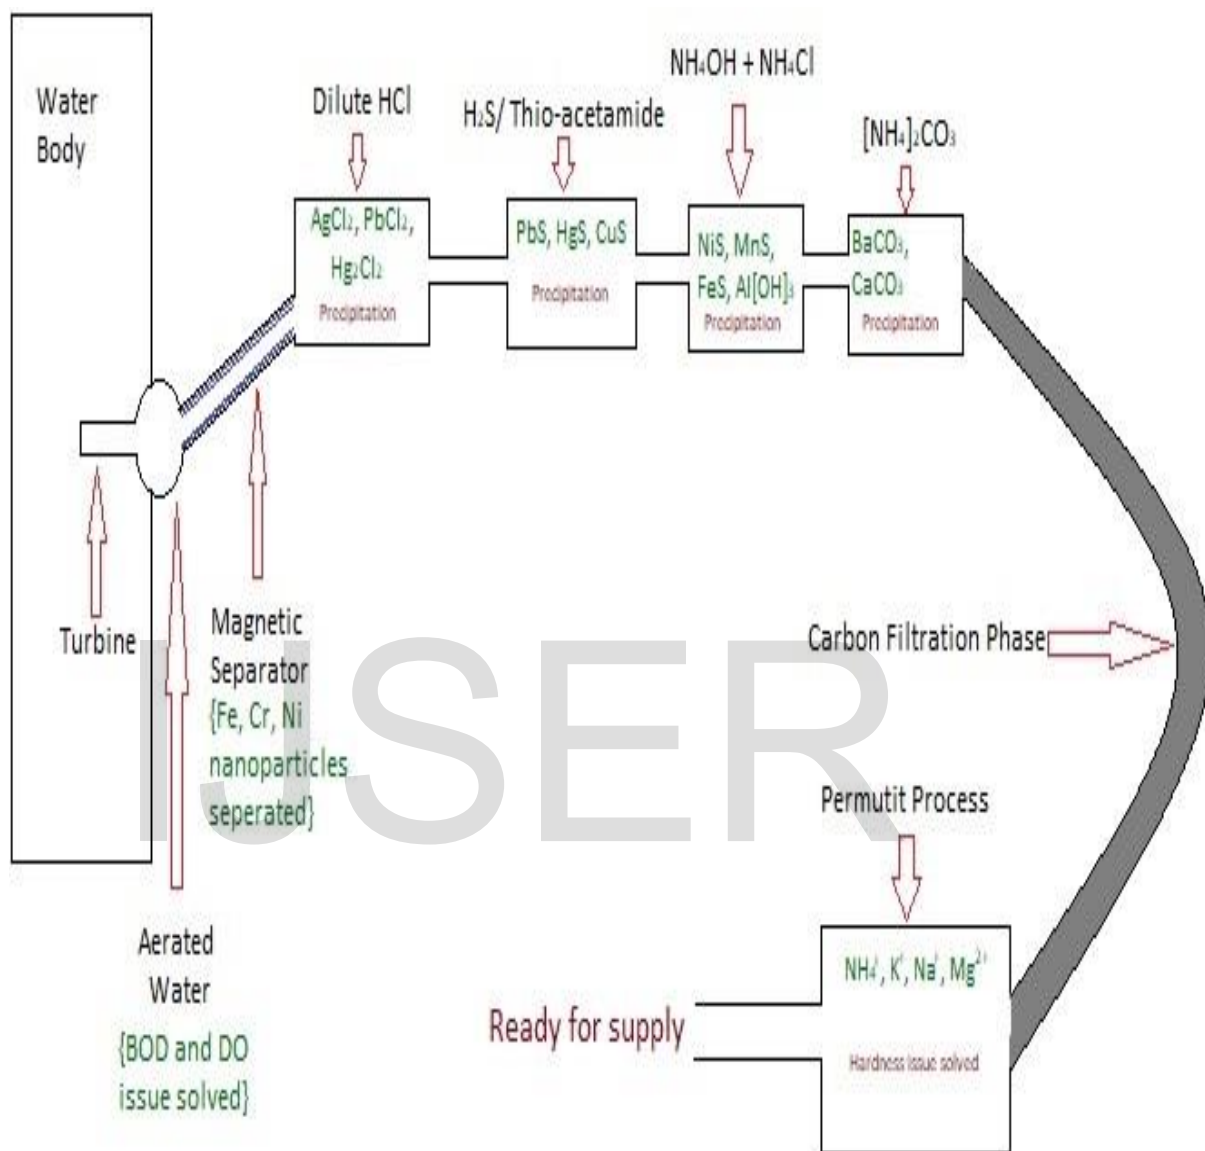 Water
Body
Dilute HCl
H₂S/ Thio-acetamide
NH₄OH + NH₄Cl
[NH₄]₂CO₃
AgCl₂, PbCl₂,
Hg₂Cl₂
Precipitation
PbS, HgS, CuS
Precipitation
NiS, MnS,
FeS, Al[OH]₃
Precipitation
BaCO₃,
CaCO₃
Precipitation
Turbine
Magnetic
Separator
{Fe, Cr, Ni
nanoparticles
seperated}
Carbon Filtration Phase
IJSER
Permutit Process
Aerated
Water
{BOD and DO
issue solved}
NH₄⁺, K⁺, Na⁺, Mg²⁺
Hardness issue solved
Ready for supply